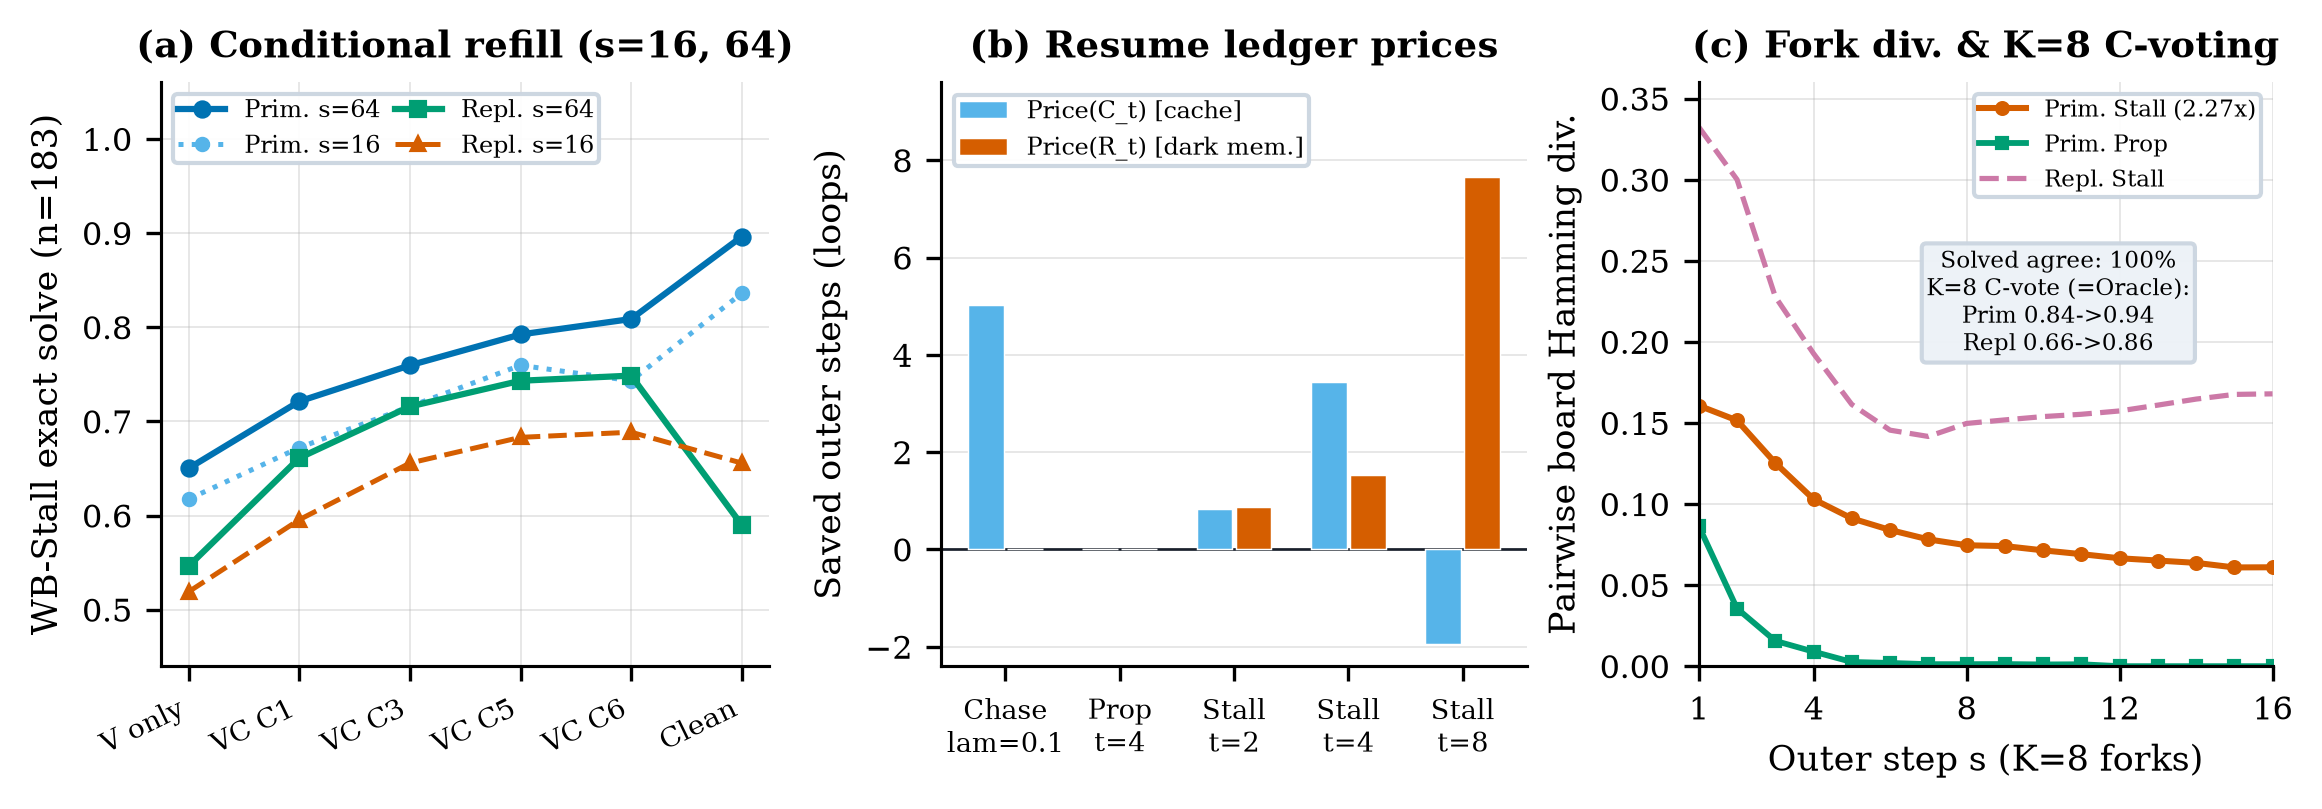 (a) Conditional refill (s=16, 64)
WB-Stall exact solve (n=183)
1.0
0.9
0.8
0.7
0.6
0.5
Prim. s=64
Prim. s=16
Repl. s=64
Repl. s=16
V only
VC C1
VC C3
VC C5
VC C6
Clean
(b) Resume ledger prices
Saved outer steps (loops)
8
6
4
2
0
−2
Price(C_t) [cache]
Price(R_t) [dark mem.]
Chase
lam=0.1
Prop
t=4
Stall
t=2
Stall
t=4
Stall
t=8
(c) Fork div. & K=8 C-voting
Pairwise board Hamming div.
0.35
0.30
0.25
0.20
0.15
0.10
0.05
0.00
Prim. Stall (2.27x)
Prim. Prop
Repl. Stall
Solved agree: 100%
K=8 C-vote (=Oracle):
Prim 0.84->0.94
Repl 0.66->0.86
1
4
8
12
16
Outer step s (K=8 forks)